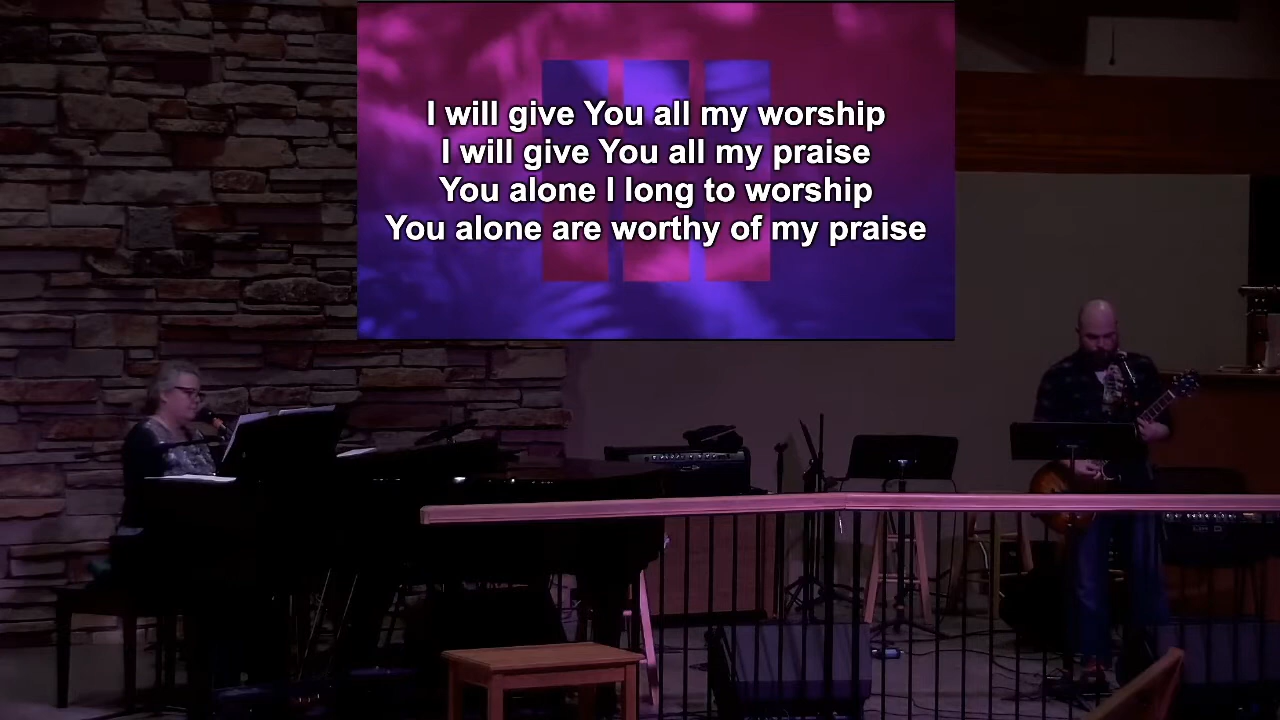 I will give You all my worship
I will give You all my praise
You alone I long to worship
You alone are worthy of my praise